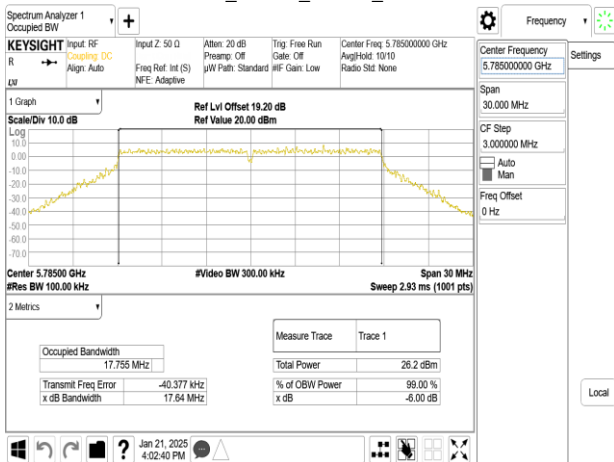 Spectrum Analyzer 1
Occupied BW
Frequency
KEYSIGHT
R
Input: RF
Coupling: DC
Align: Auto
Input Z: 50 Ω
Freq Ref: Int (S)
NFE: Adaptive
Atten: 20 dB
Preamp: Off
µW Path: Standard
Trig: Free Run
Gate: Off
#IF Gain: Low
Center Freq: 5.785000000 GHz
Avg|Hold: 10/10
Radio Std: None
Center Frequency
5.785000000 GHz
Settings
Span
30.000 MHz
CF Step
3.000000 MHz
Auto
Man
Freq Offset
0 Hz
Local
1 Graph
Scale/Div 10.0 dB
Ref Lvl Offset 19.20 dB
Ref Value 20.00 dBm
Log
10.0
0.00
-10.0
-20.0
-30.0
-40.0
-50.0
-60.0
-70.0
Center 5.78500 GHz
#Res BW 100.00 kHz
#Video BW 300.00 kHz
Span 30 MHz
Sweep 2.93 ms (1001 pts)
2 Metrics
Measure Trace
Trace 1
Occupied Bandwidth
17.755 MHz
Total Power
26.2 dBm
Transmit Freq Error
-40.377 kHz
% of OBW Power
99.00 %
x dB Bandwidth
17.64 MHz
x dB
-6.00 dB
?
Jan 21, 2025
4:02:40 PM